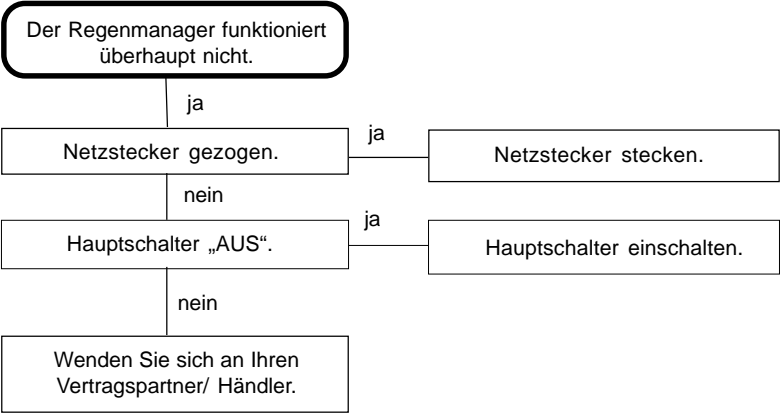 Der Regenmanager funktioniert
überhaupt nicht.
ja
Netzstecker gezogen.
ja
Netzstecker stecken.
nein
Hauptschalter „AUS“.
ja
Hauptschalter einschalten.
nein
Wenden Sie sich an Ihren
Vertragspartner/ Händler.